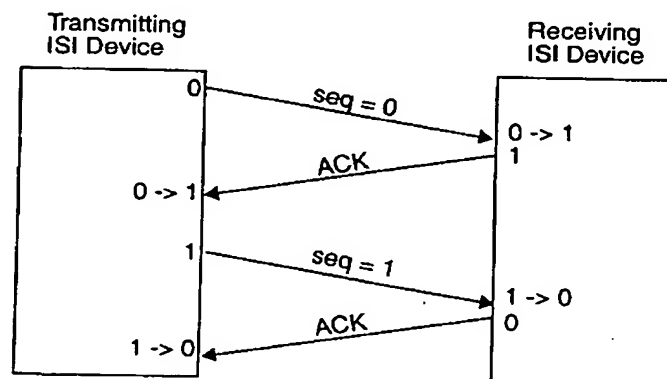 Transmitting
ISI Device
Receiving
ISI Device
0
seq = 0
0 -> 1
1
ACK
0 -> 1
1
seq = 1
1 -> 0
0
ACK
1 -> 0